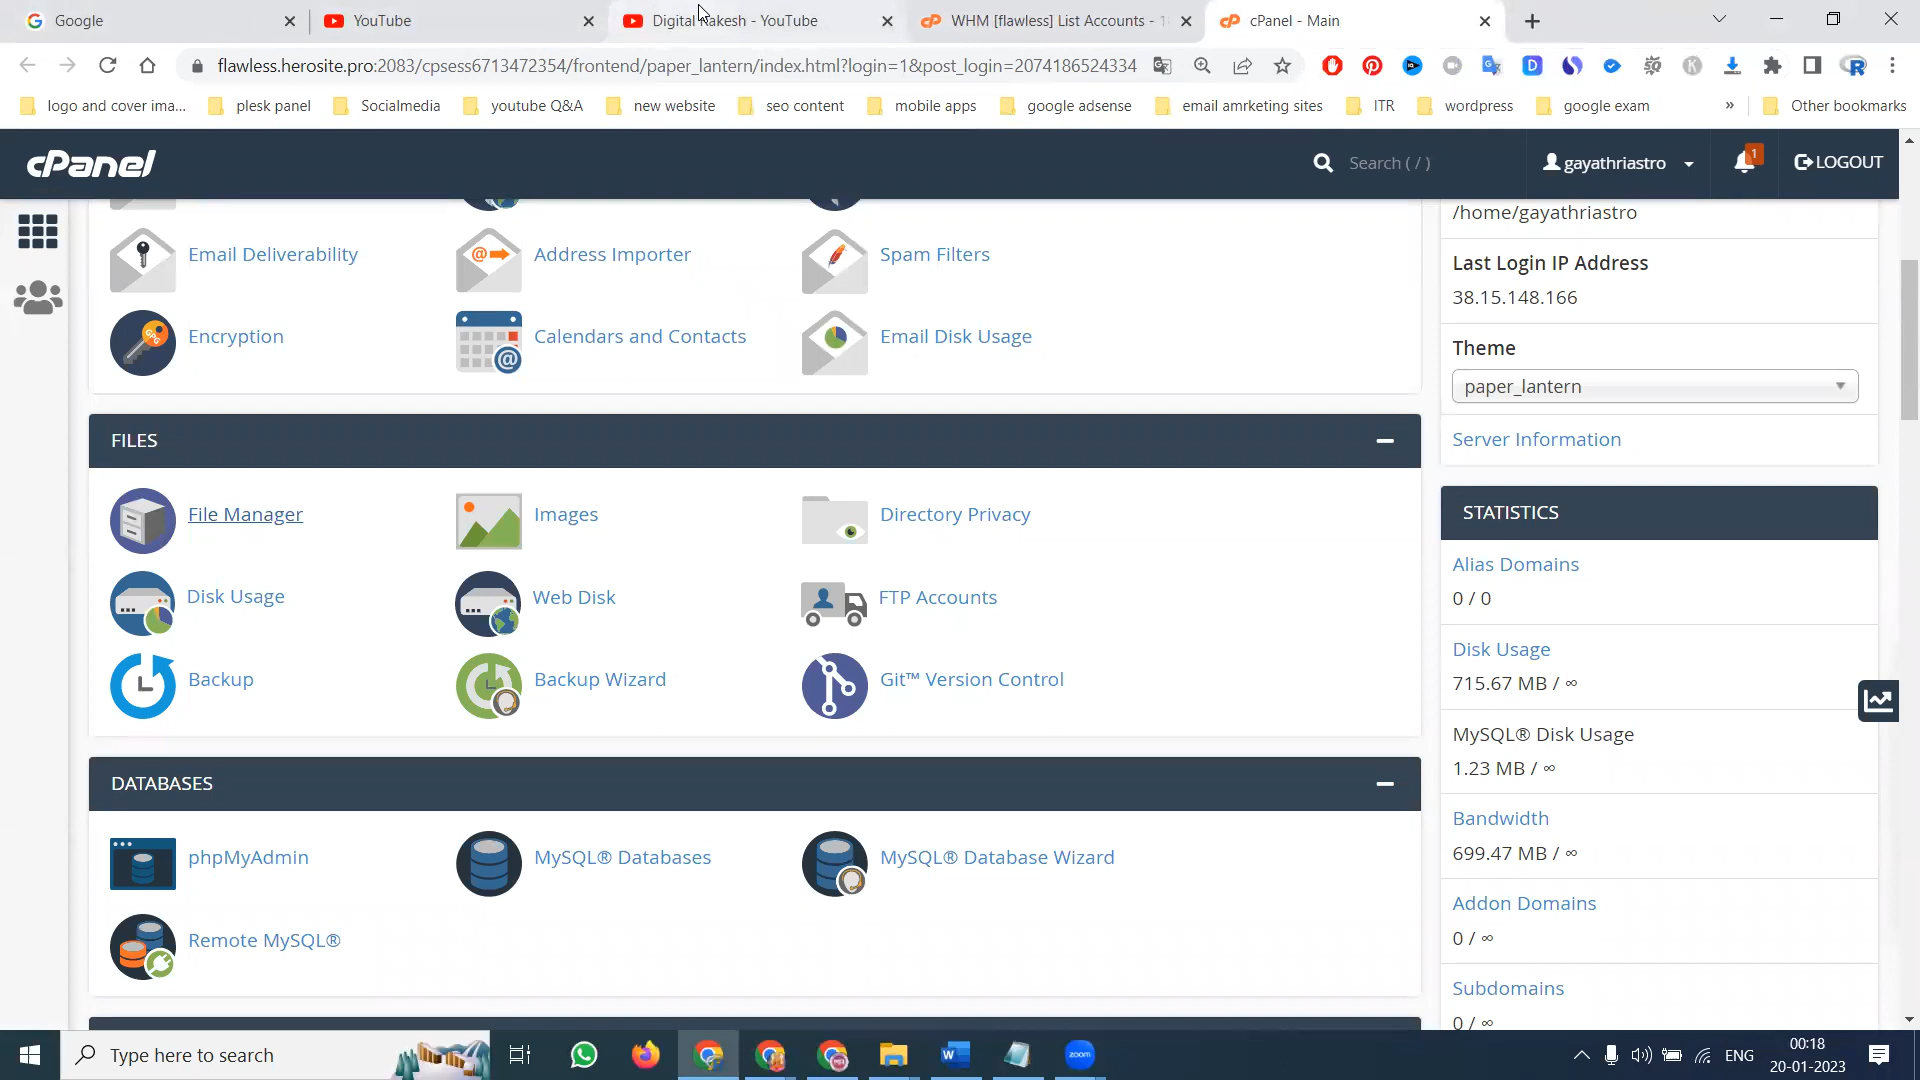 Google
YouTube
Digital Rakesh - YouTube
WHM [flawless] List Accounts - 1
cPanel - Main
flawless.herosite.pro:2083/cpsess6713472354/frontend/paper_lantern/index.html?login=1&post_login=2074186524334
logo and cover ima...
plesk panel
Socialmedia
youtube Q&A
new website
seo content
mobile apps
google adsense
email amrketing sites
ITR
wordpress
google exam
»
Other bookmarks
cPanel
Search ( / )
gayathriastro
1
LOGOUT
Email Deliverability
Address Importer
Spam Filters
Encryption
Calendars and Contacts
Email Disk Usage
FILES
File Manager
Images
Directory Privacy
Disk Usage
Web Disk
FTP Accounts
Backup
Backup Wizard
Git™ Version Control
DATABASES
phpMyAdmin
MySQL® Databases
MySQL® Database Wizard
Remote MySQL®
/home/gayathriastro
Last Login IP Address
38.15.148.166
Theme
paper_lantern
Server Information
STATISTICS
Alias Domains
0 / 0
Disk Usage
715.67 MB / ∞
MySQL® Disk Usage
1.23 MB / ∞
Bandwidth
699.47 MB / ∞
Addon Domains
0 / ∞
Subdomains
0 / ∞
Type here to search
zoom
ENG
00:18
20-01-2023